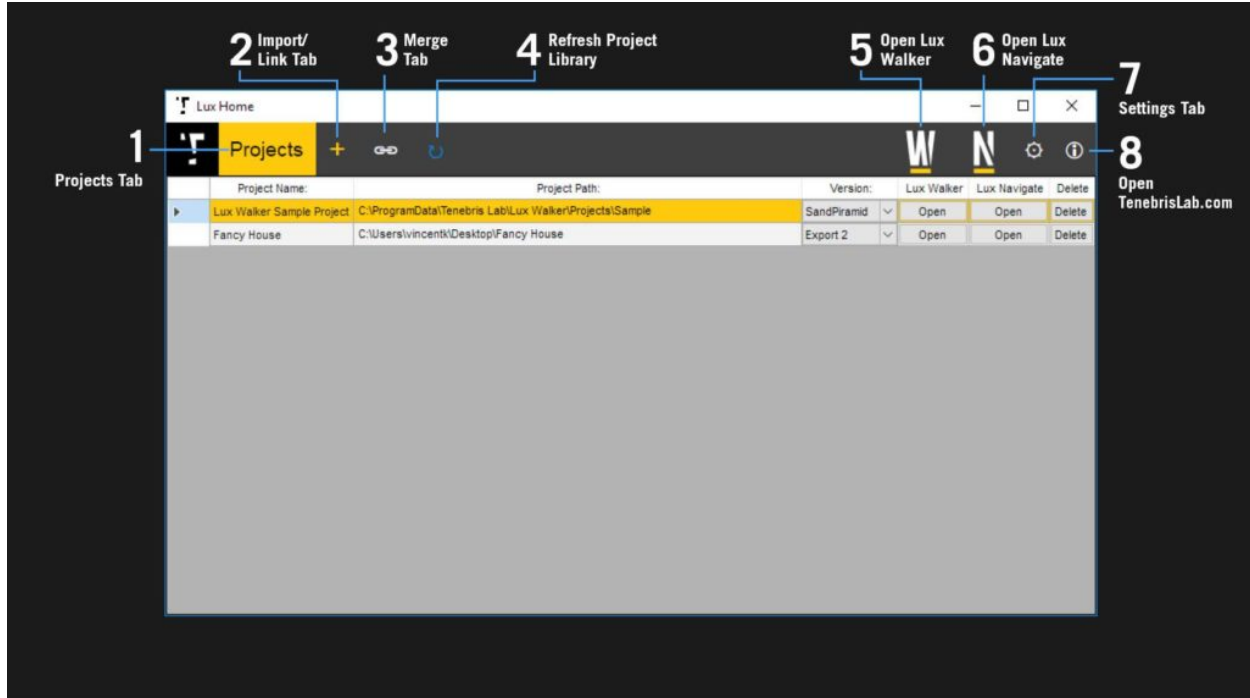 2 Import/
Link Tab
3 Merge
Tab
4 Refresh Project
Library
5 Open Lux
Walker
6 Open Lux
Navigate
7
Settings Tab
Lux Home
1
Projects Tab
Projects
W
N
8
Open
TenebrisLab.com
Project Name: Project Path: Version: Lux Walker Lux Navigate Delete
Lux Walker Sample Project C:\ProgramData\Tenebris Lab\Lux Walker\Projects\Sample SandPiramid Open Open Delete
Fancy House C:\Users\vincentk\Desktop\Fancy House Export 2 Open Open Delete